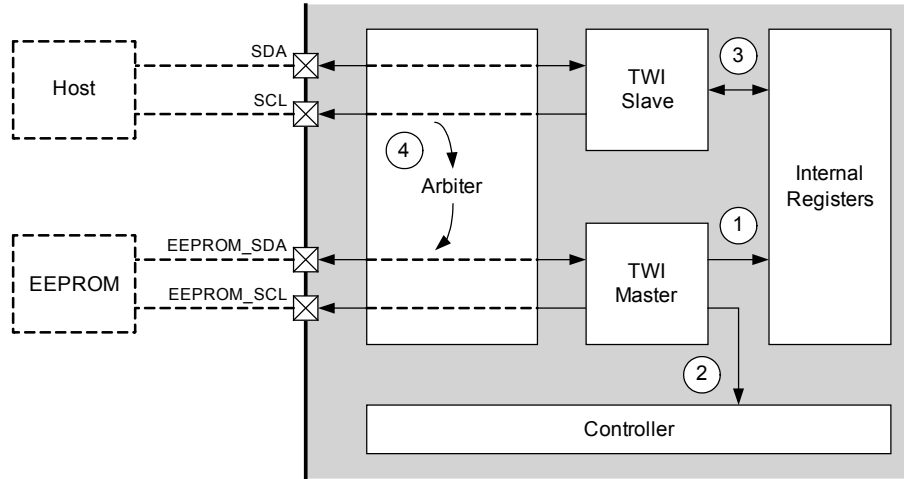 SDA
Host
SCL
TWI
Slave
3
4
Arbiter
Internal
Registers
EEPROM_SDA
EEPROM
EEPROM_SCL
TWI
Master
1
2
Controller